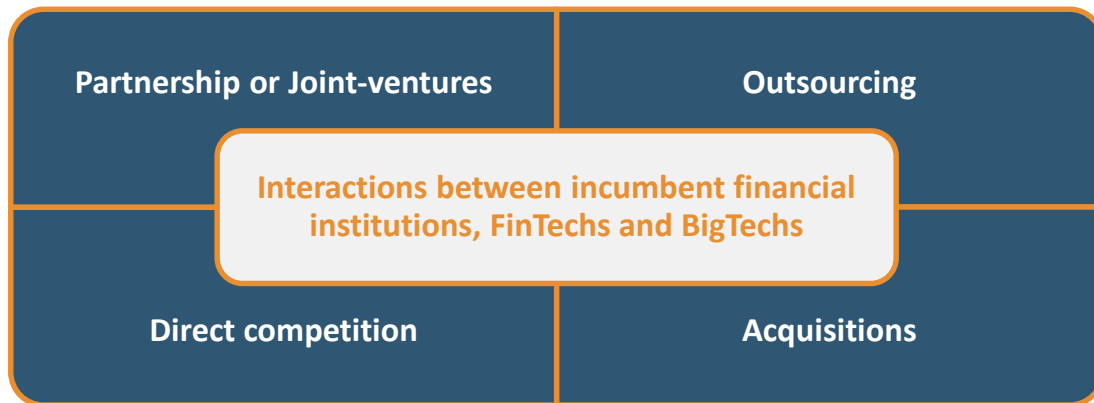 Partnership or Joint-ventures
Outsourcing
Interactions between incumbent financial
institutions, FinTechs and BigTechs
Direct competition
Acquisitions